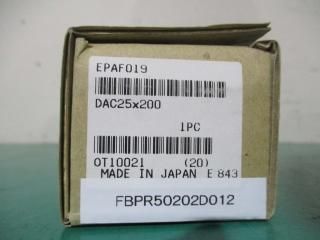 EPAF019
DAC25x200
1PC
OT10021 (20)
MADE IN JAPAN E 843
FBPR50202D012